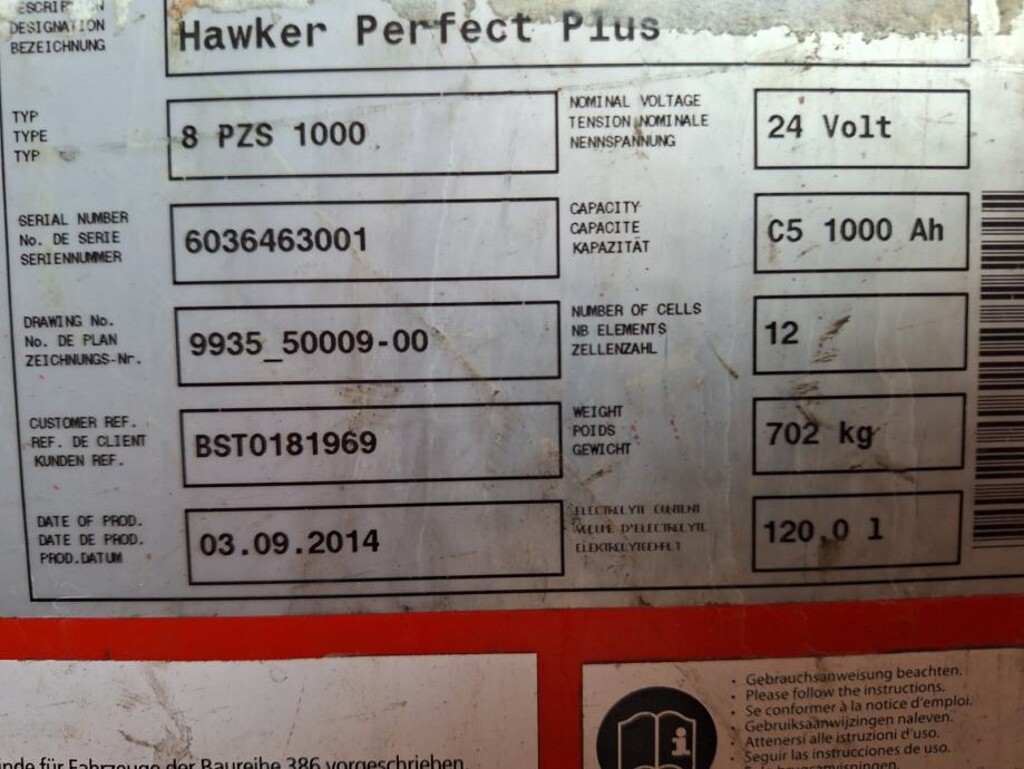 DESIGNATION
BEZEICHNUNG
Hawker Perfect Plus
TYP
TYPE
TYP
8 PZS 1000
NOMINAL VOLTAGE
TENSION NOMINALE
NENNSPANNUNG
24 Volt
SERIAL NUMBER
No. DE SERIE
SERIENNUMMER
6036463001
CAPACITY
CAPACITE
KAPAZITÄT
C5 1000 Ah
DRAWING No.
No. DE PLAN
ZEICHNUNGS-Nr.
9935_50009-00
NUMBER OF CELLS
NB ELEMENTS
ZELLENZAHL
12
CUSTOMER REF.
REF. DE CLIENT
KUNDEN REF.
BST0181969
WEIGHT
POIDS
GEWICHT
702 kg
DATE OF PROD.
DATE DE PROD.
PROD.DATUM
03.09.2014
ELECTROLYTE CONTENT
VOLUME D'ELECTROLYTE
120.0 l
für Fahrzeuge der Baureihe 386 vorgeschrieben.
• Gebrauchsanweisung beachten.
• Please follow the instructions.
• Se conformer à la notice d'emploi.
• Gebruiksaanwijzingen naleven.
• Attenersi alle istruzioni d'uso.
• Seguir las instrucciones de uso.